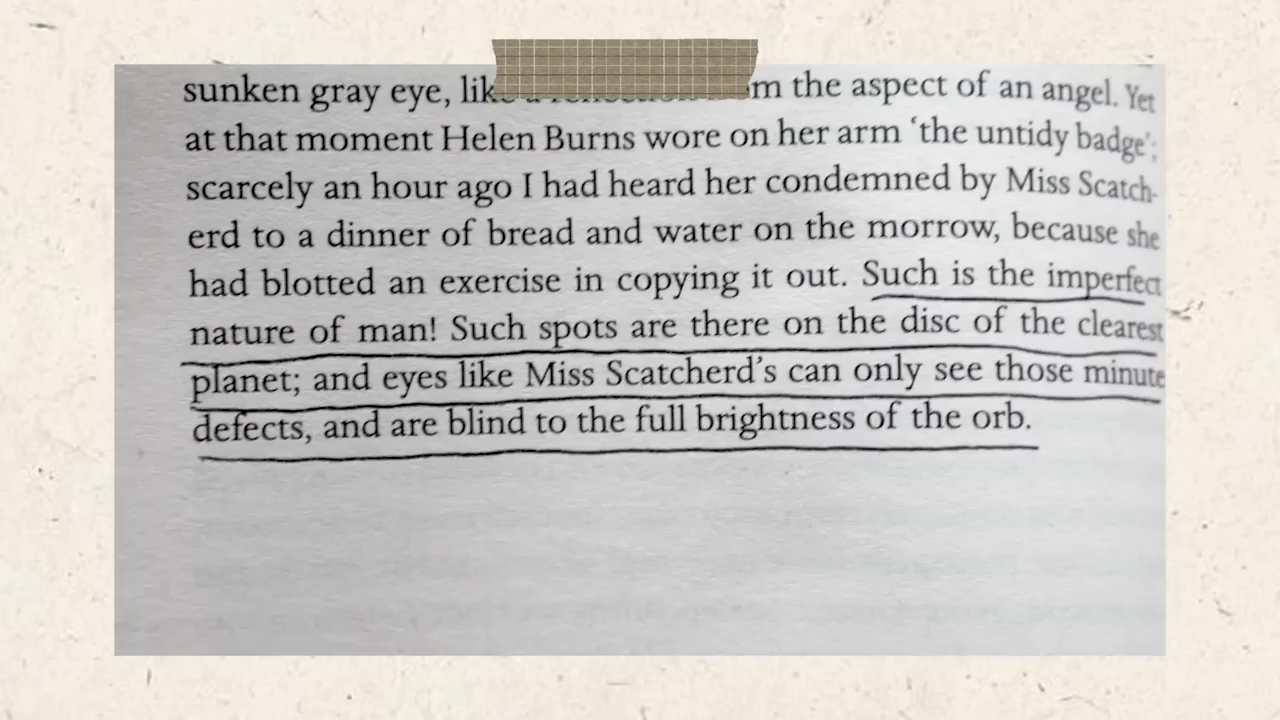 sunken gray eye, like a reflection from the aspect of an angel. Yet
at that moment Helen Burns wore on her arm ‘the untidy badge’;
scarcely an hour ago I had heard her condemned by Miss Scatch-
erd to a dinner of bread and water on the morrow, because she
had blotted an exercise in copying it out. Such is the imperfect
nature of man! Such spots are there on the disc of the clearest
planet; and eyes like Miss Scatcherd’s can only see those minute
defects, and are blind to the full brightness of the orb.